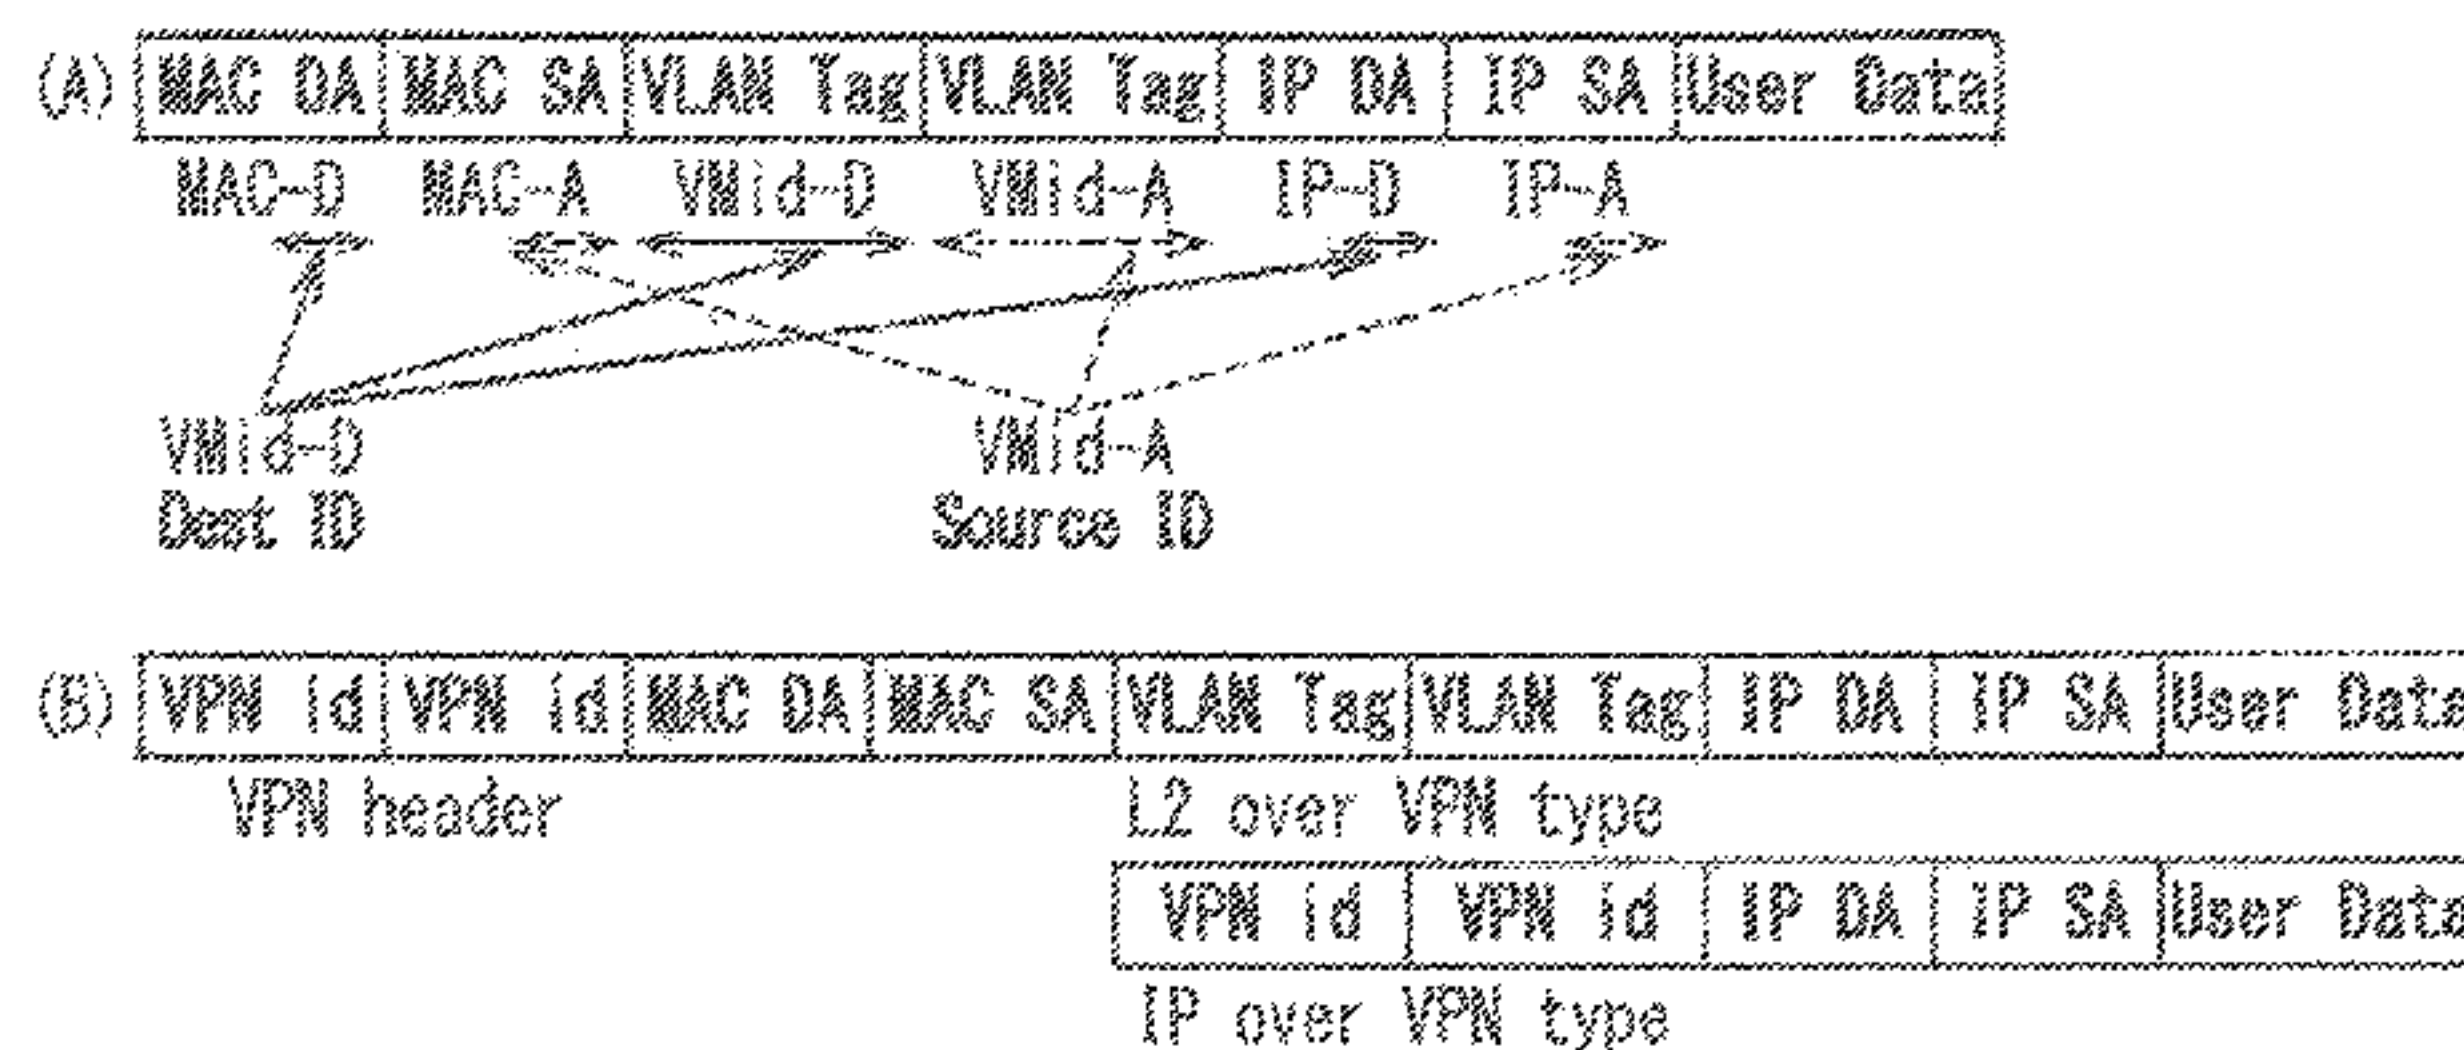 (A) MAC DA MAC SA VLAN Tag VLAN Tag IP DA IP SA User Data
MAC-D MAC-A VMid-D VMid-A IP-D IP-A
VMid-D VMid-A
Dest ID Source ID
(B) VPN id VPN id MAC DA MAC SA VLAN Tag VLAN Tag IP DA IP SA User Data
VPN header L2 over VPN type
VPN id VPN id IP DA IP SA User Data
IP over VPN type